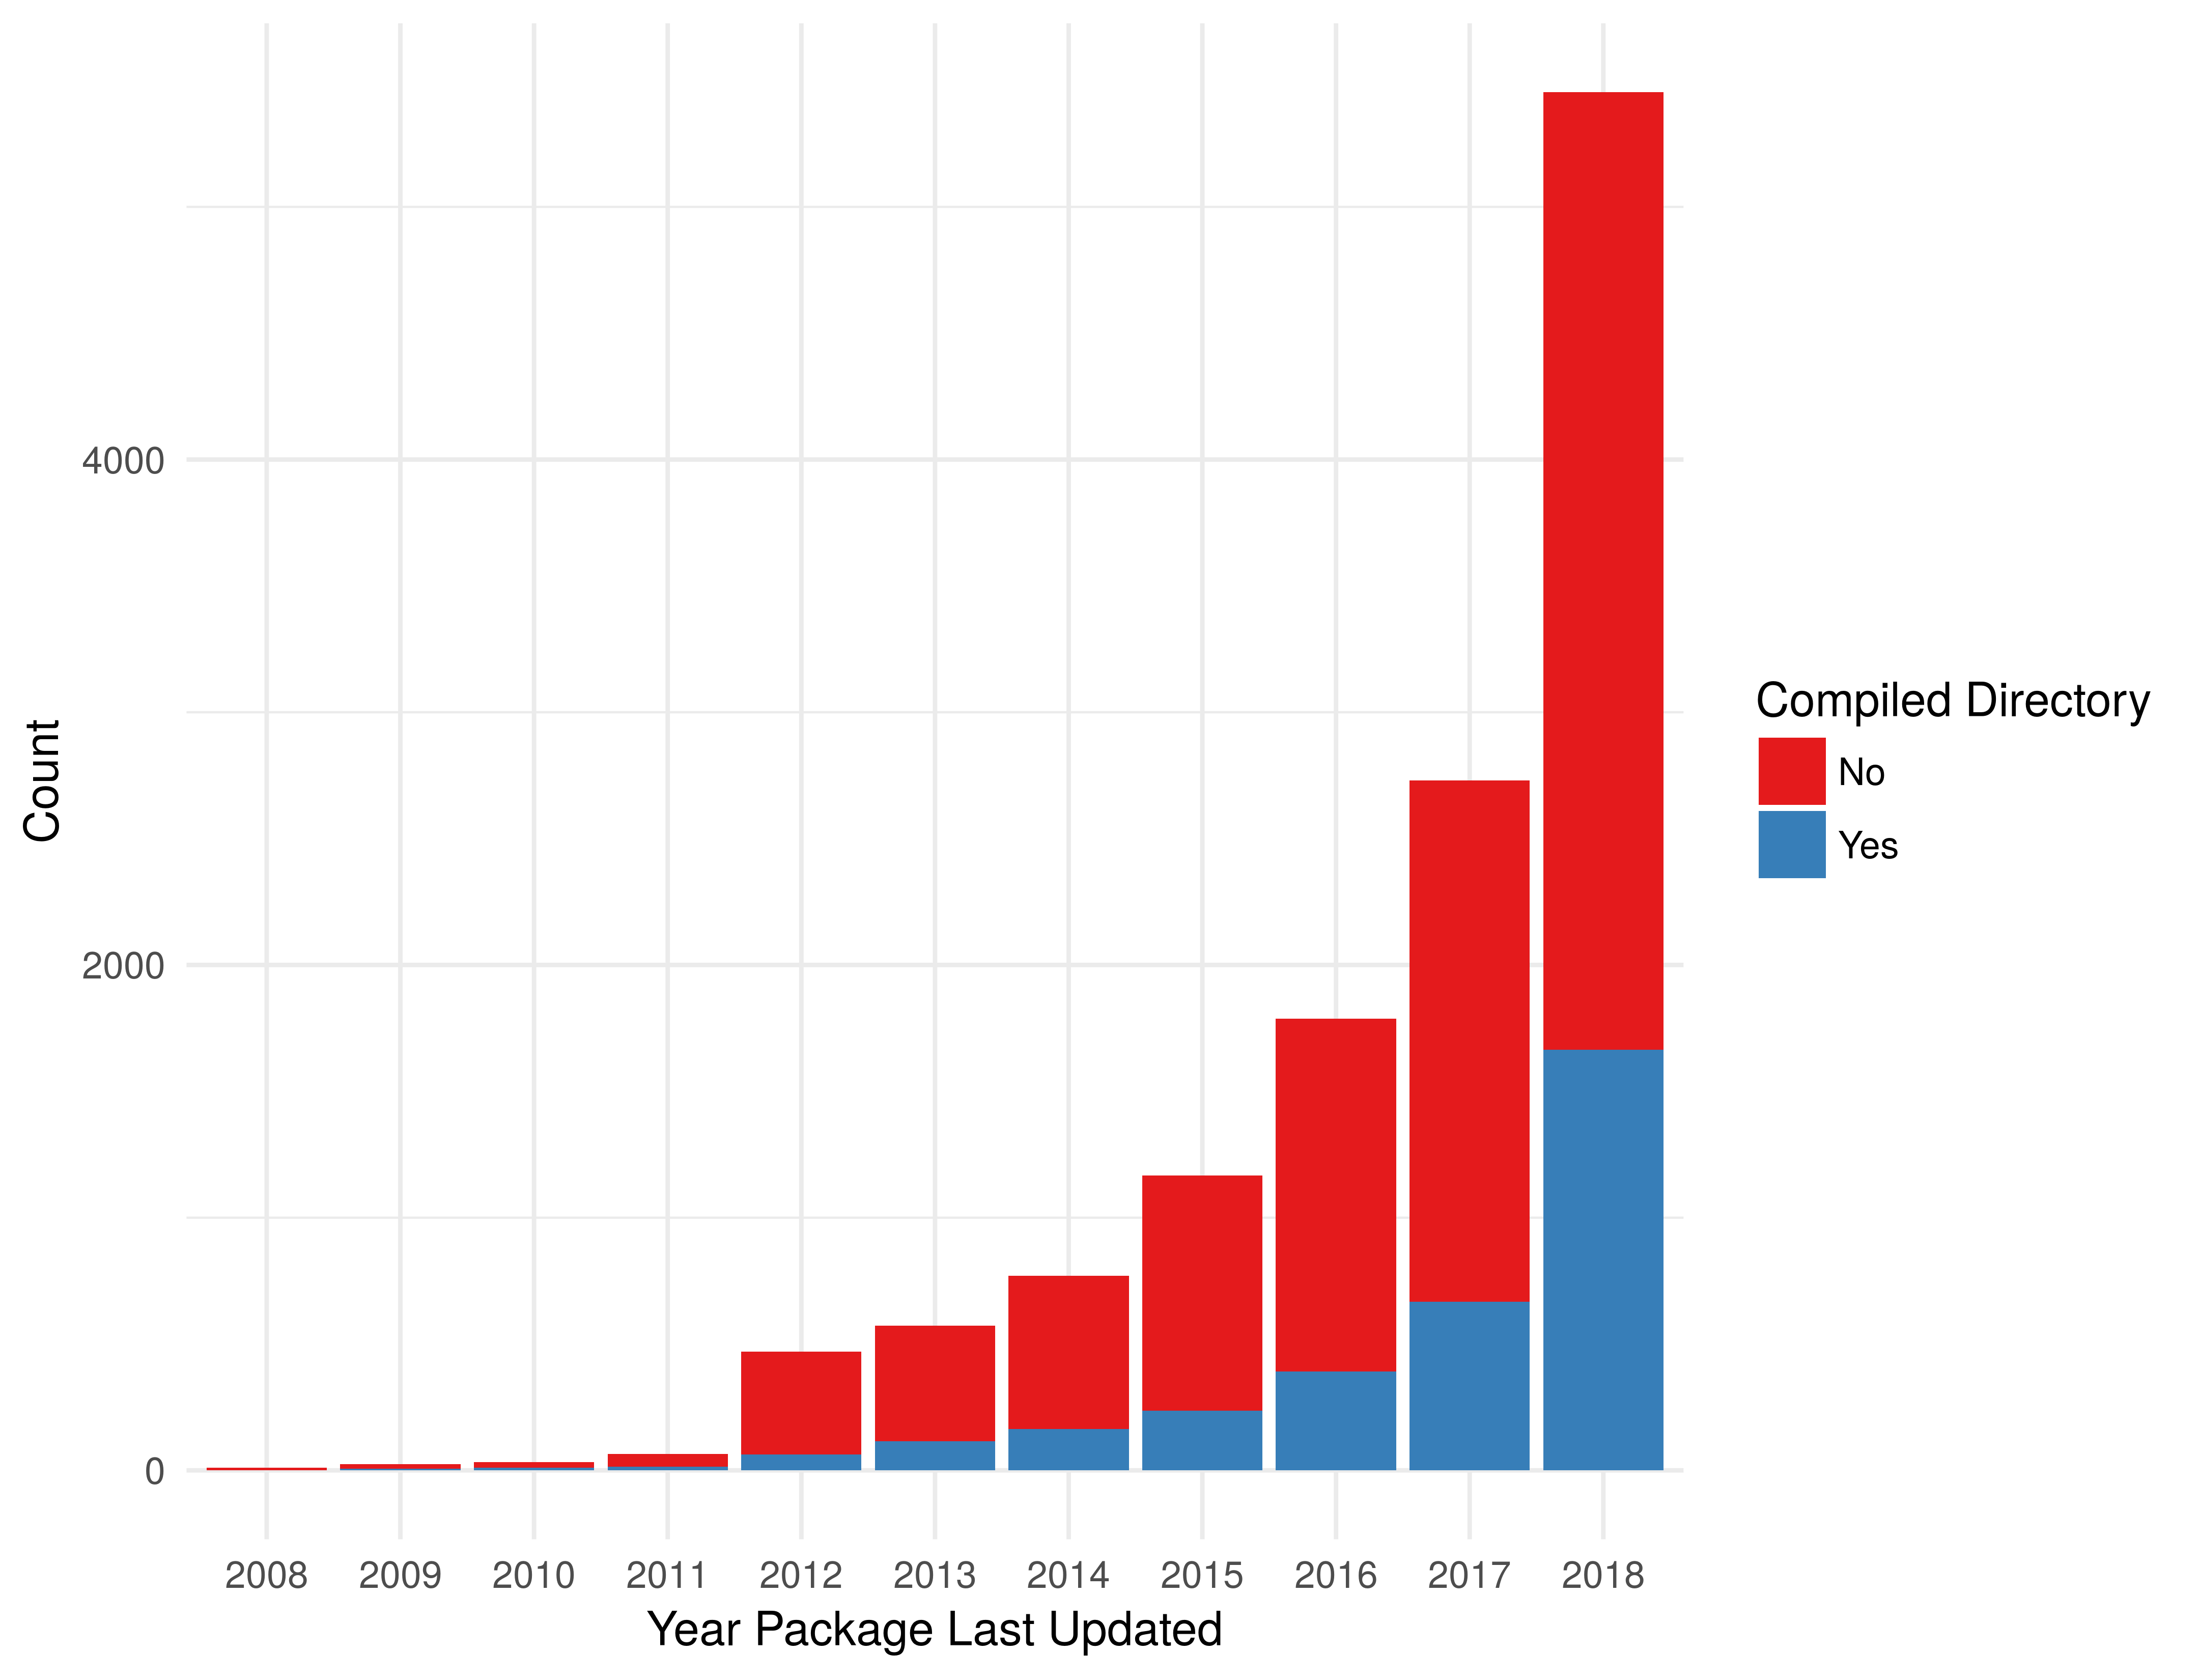 Count
4000
2000
0
2008 2009 2010 2011 2012 2013 2014 2015 2016 2017 2018
Year Package Last Updated
Compiled Directory
No
Yes